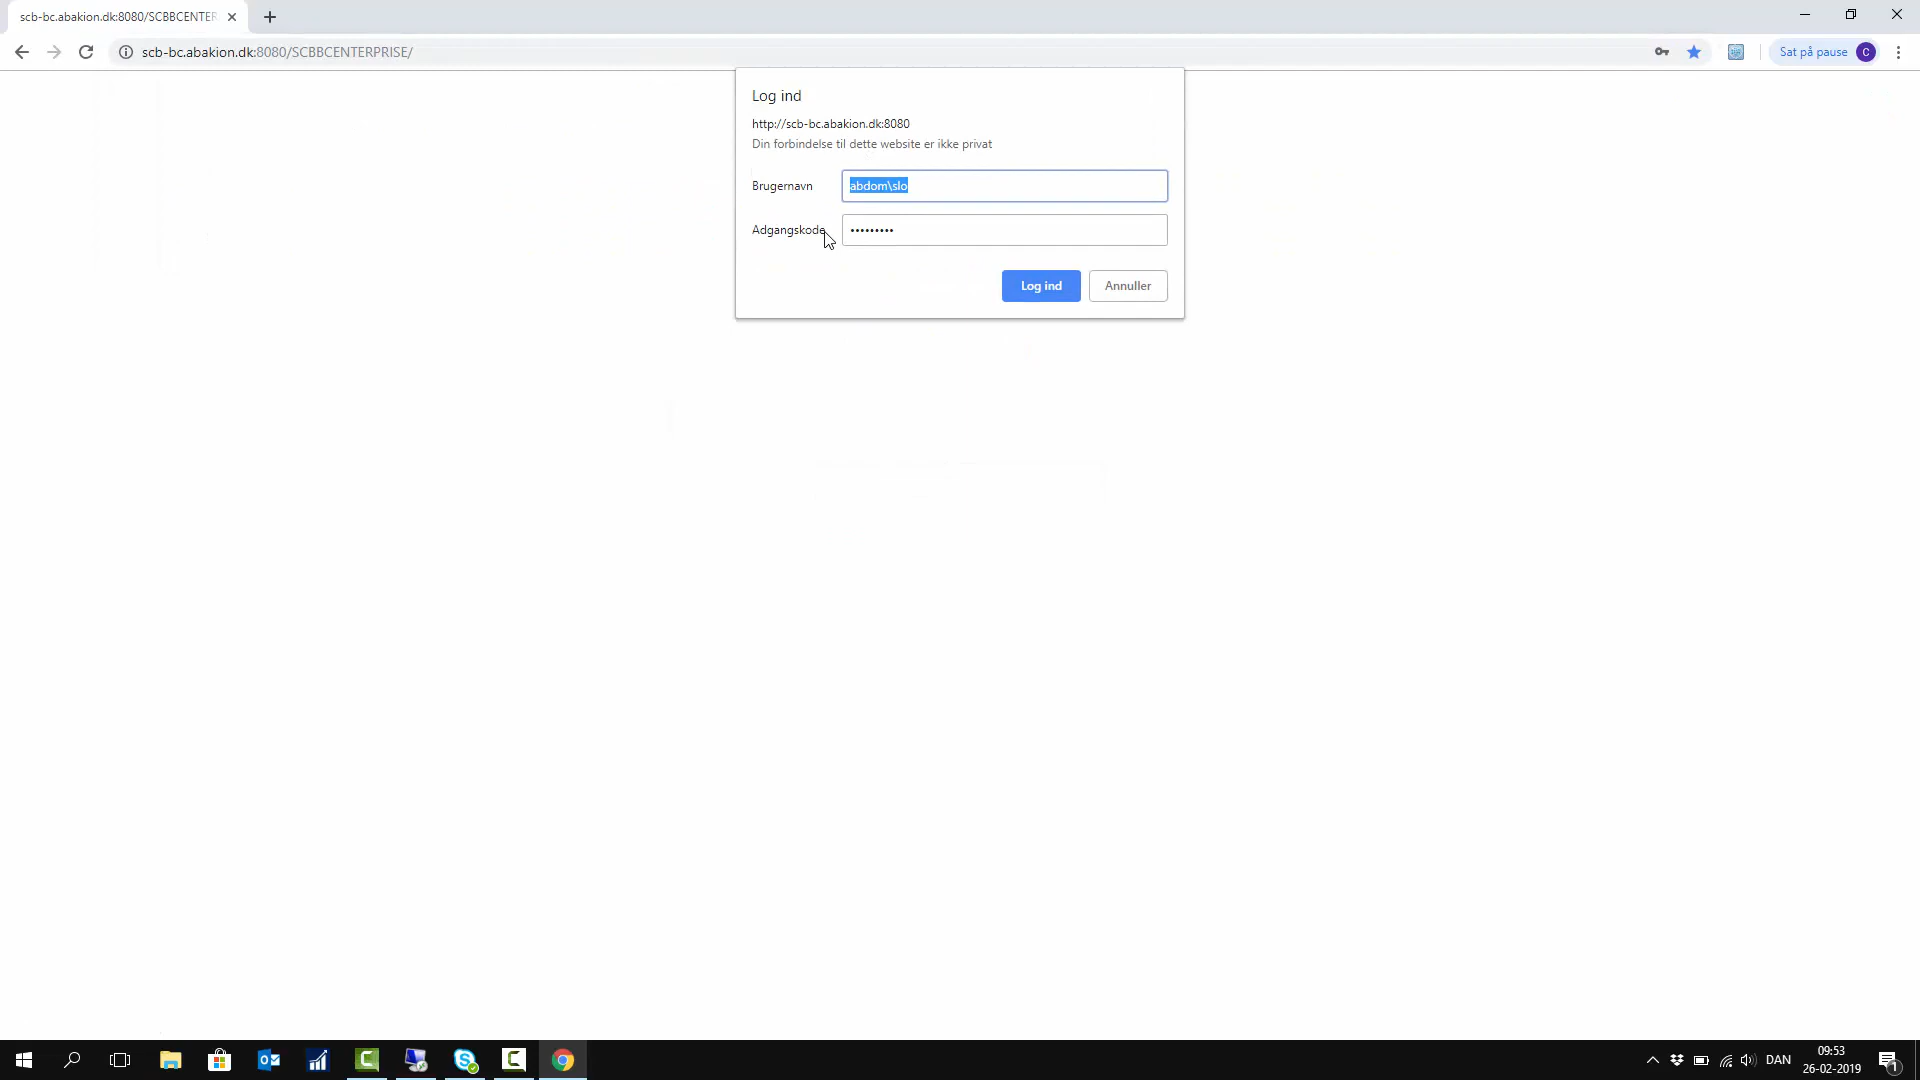 scb-bc.abakion.dk:8080/SCBBCENTER
scb-bc.abakion.dk:8080/SCBBCENTERPRISE/
Sat på pause
C
Log ind
http://scb-bc.abakion.dk:8080
Din forbindelse til dette website er ikke privat
Brugernavn
abdom\slo
Adgangskode
•••••••••
Log ind
Annuller
DAN
09:53
26-02-2019
1